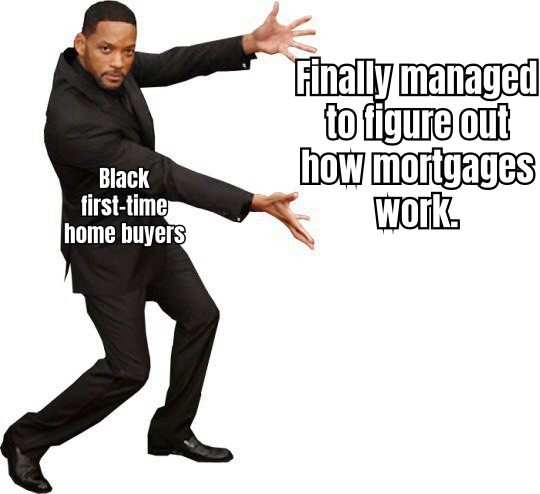 Finally managed
to figure out
how mortgages
work.
Black
first-time
home buyers